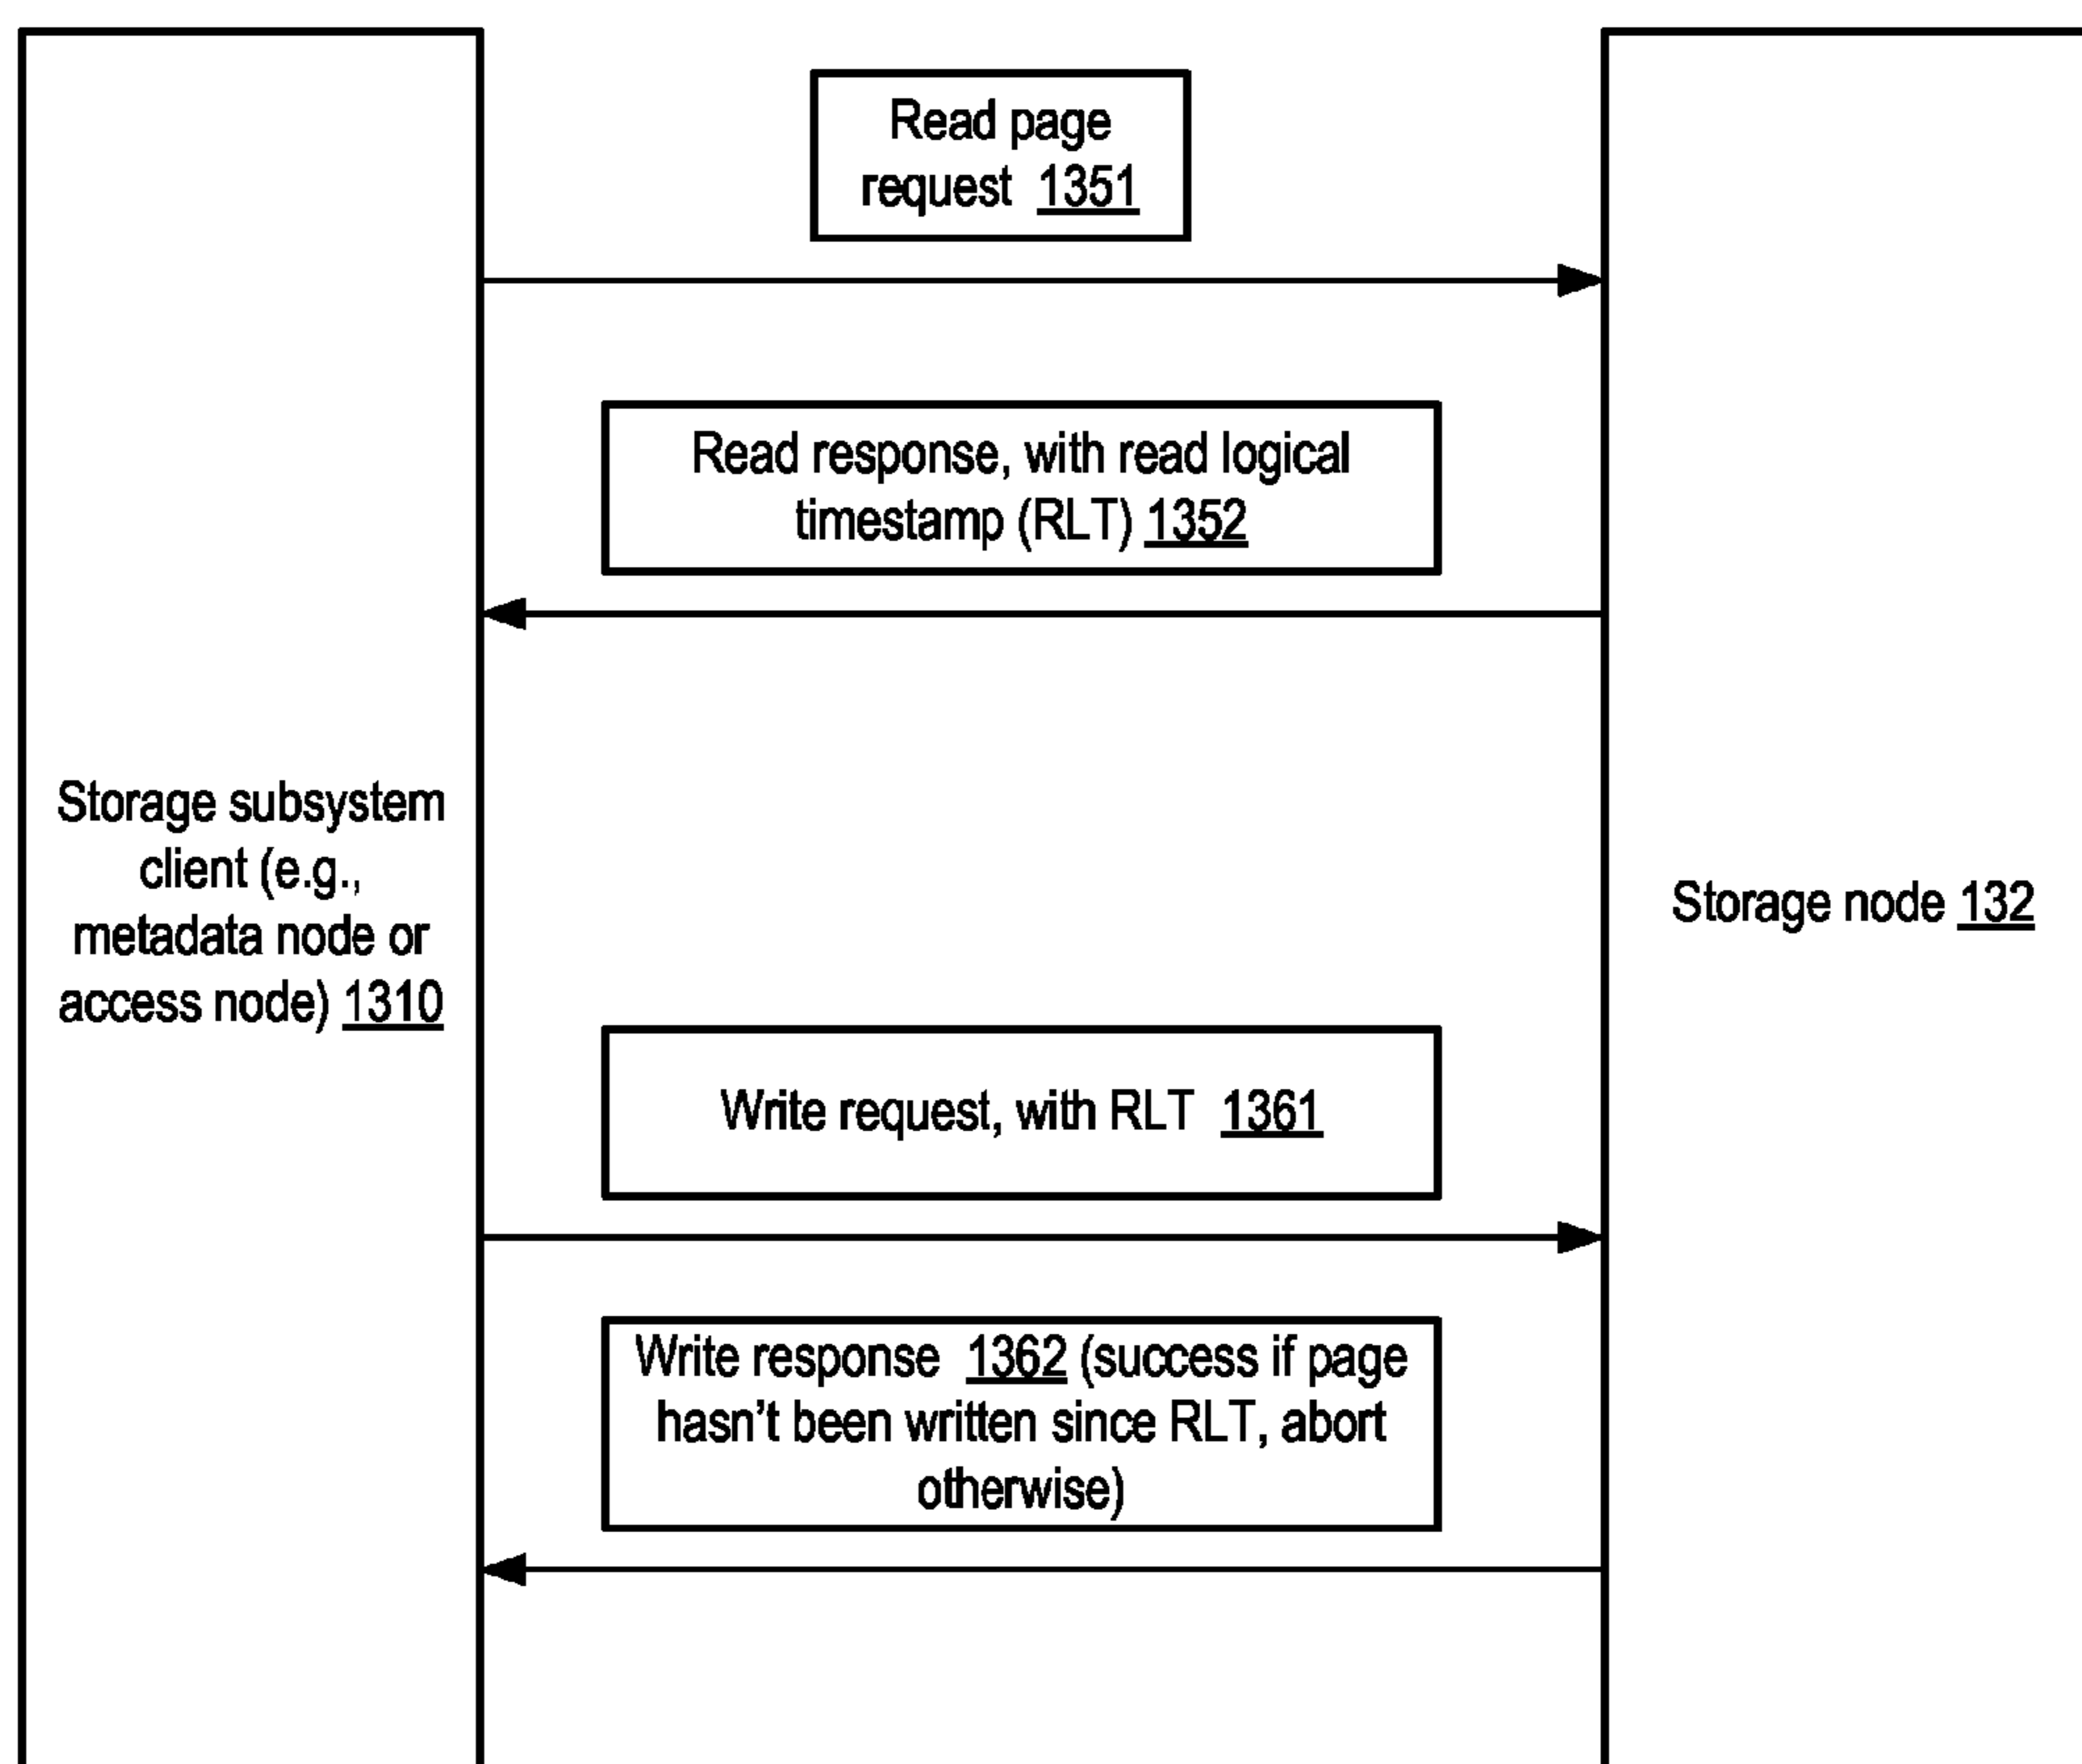 Read page
request 1351
Read response, with read logical
timestamp (RLT) 1352
Storage subsystem
client (e.g.,
metadata node or
access node) 1310
Storage node 132
Write request, with RLT 1361
Write response 1362 (success if page
hasn't been written since RLT, abort
otherwise)